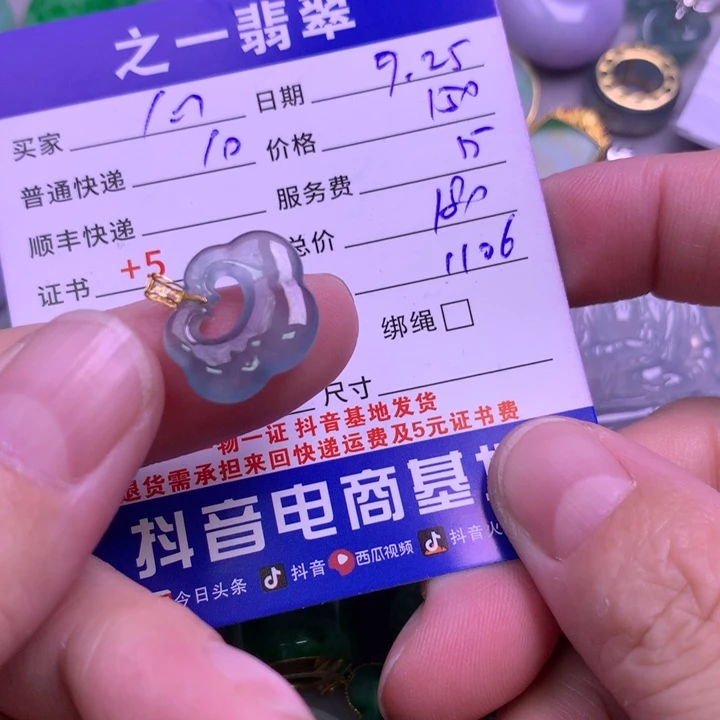 之一翡翠
买家 日期 9.25
普通快递 10 价格 150
顺丰快递 服务费 15
证书 +5 总价 180
1106
绑绳
尺寸
物一证 抖音基地发货
退货需承担来回快递运费及5元证书费
抖音电商基地
今日头条 抖音 西瓜视频 抖音火